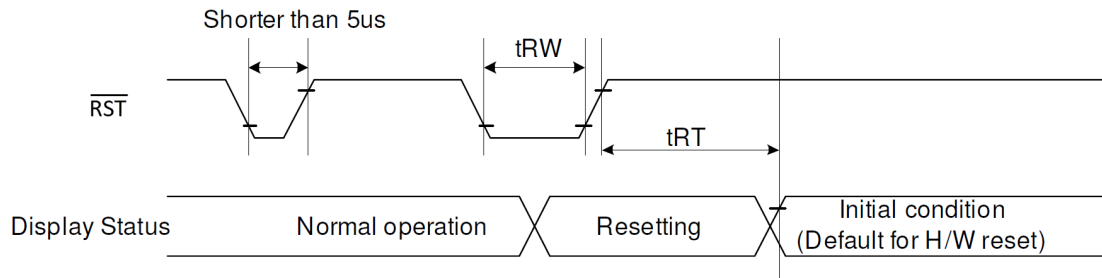 Shorter than 5us
tRW
RST
tRT
Display Status
Normal operation
Resetting
Initial condition
(Default for H/W reset)